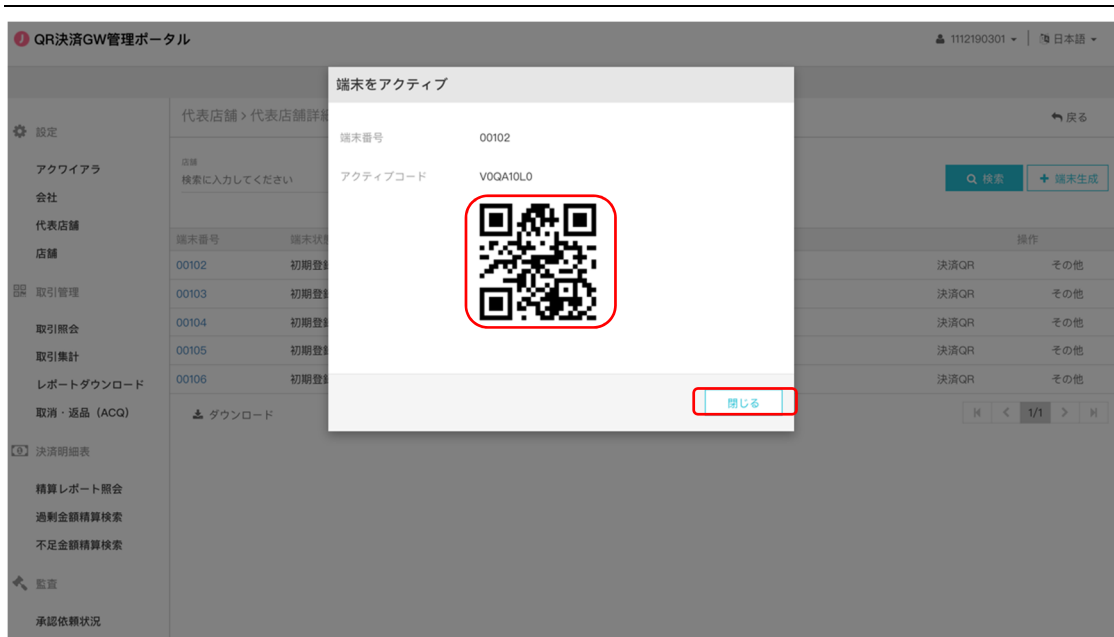 QR決済GW管理ポータル
1112190301
日本語
端末をアクティブ
設定
アクワイアラ
会社
代表店舗
店舗
取引管理
取引照会
取引集計
レポートダウンロード
取消・返品（ACQ）
決済明細表
精算レポート照会
過剰金額精算検索
不足金額精算検索
監査
承認依頼状況
代表店舗 › 代表店舗詳細
戻る
店舗
検索に入力してください
検索
+ 端末生成
端末番号 00102
アクティブコード V0QA10L0
閉じる
端末番号 端末状態 操作
00102 初期登録 決済QR その他
00103 初期登録 決済QR その他
00104 初期登録 決済QR その他
00105 初期登録 決済QR その他
00106 初期登録 決済QR その他
ダウンロード
1/1